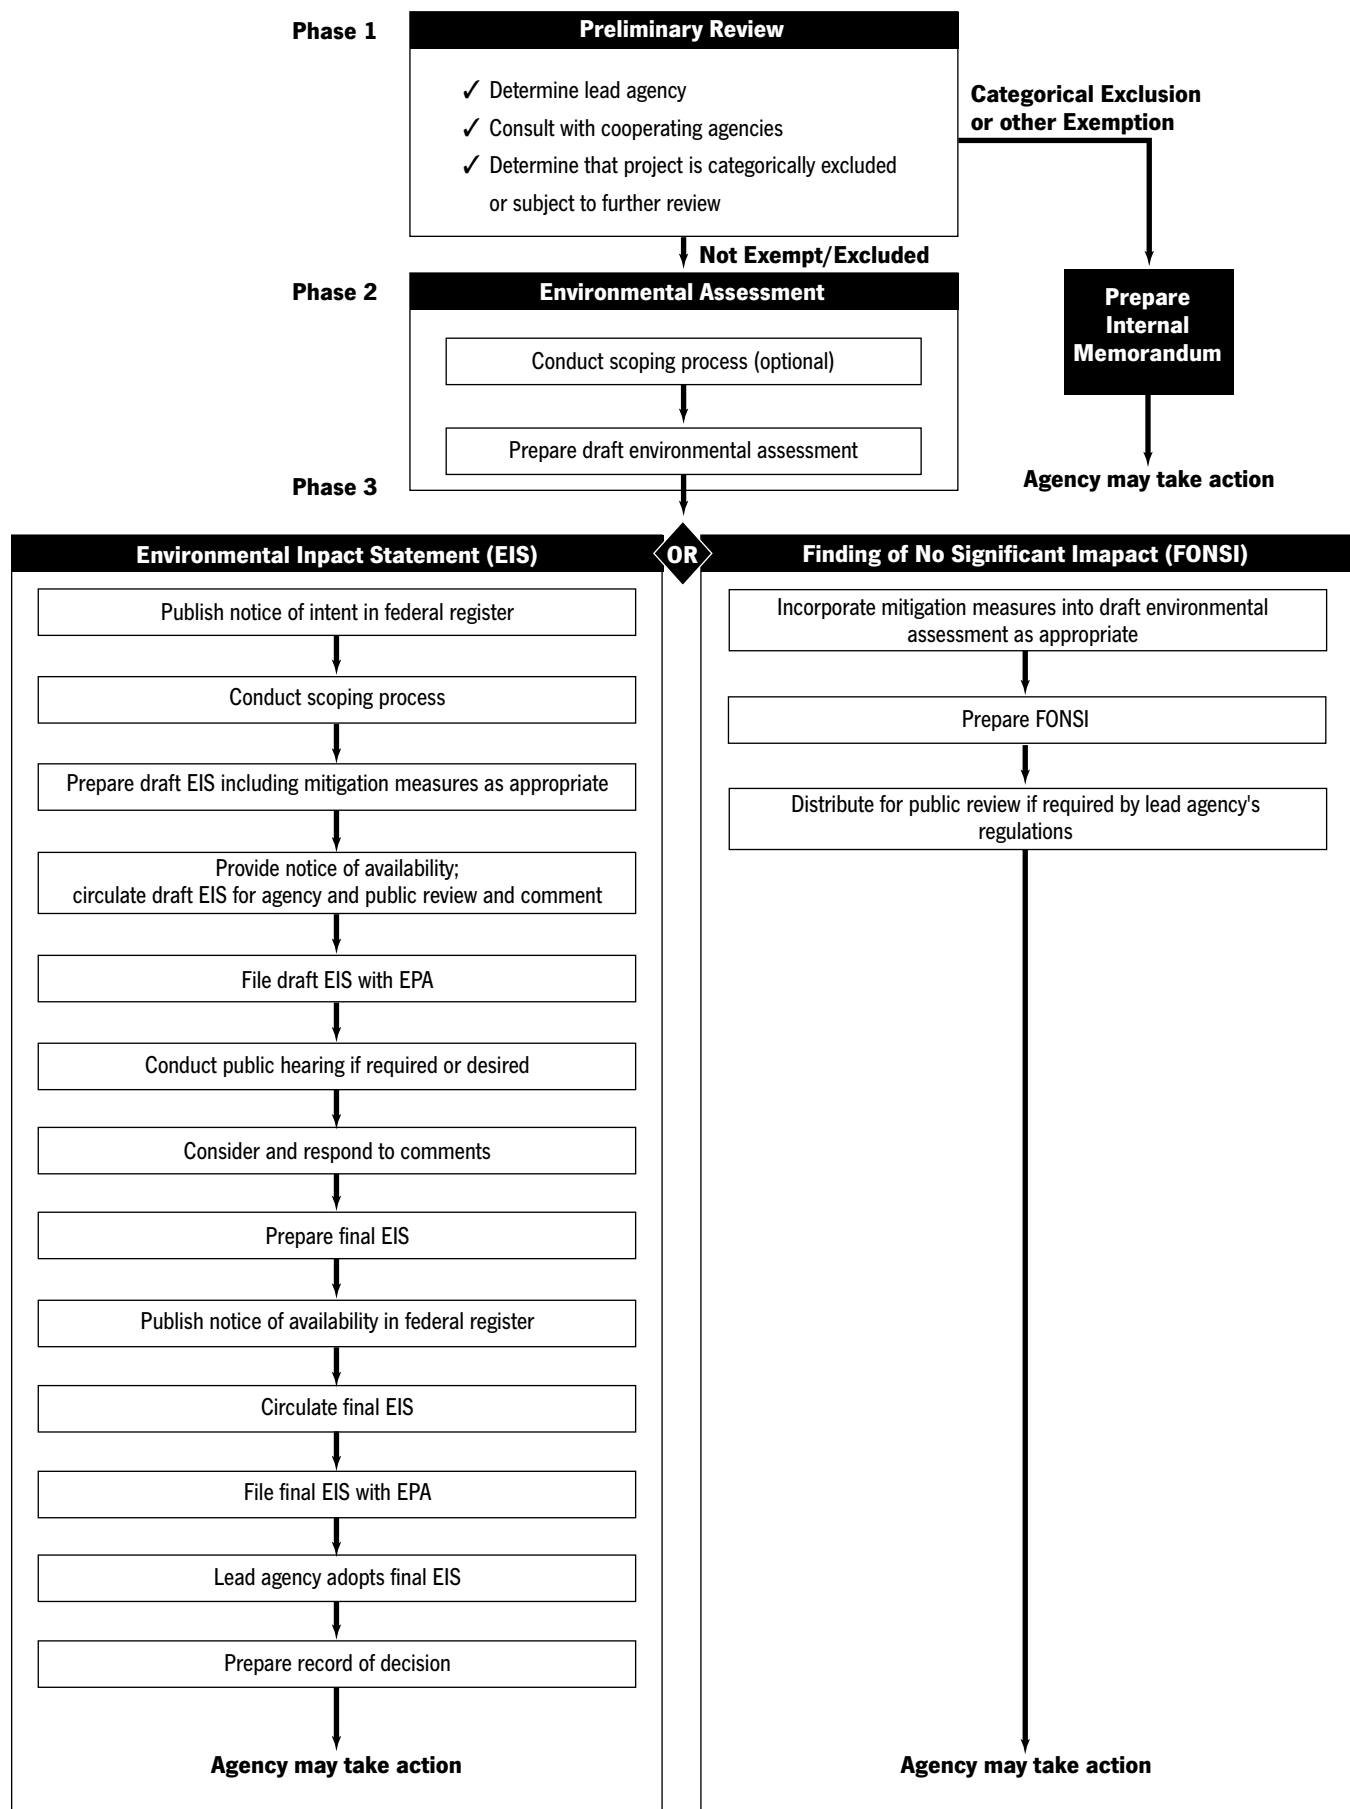 Phase 1
Preliminary Review
✓ Determine lead agency
✓ Consult with cooperating agencies
✓ Determine that project is categorically excluded
or subject to further review
Categorical Exclusion
or other Exemption
Not Exempt/Excluded
Phase 2
Environmental Assessment
Conduct scoping process (optional)
Prepare draft environmental assessment
Prepare
Internal
Memorandum
Agency may take action
Phase 3
OR
Environmental Inpact Statement (EIS)
Publish notice of intent in federal register
Conduct scoping process
Prepare draft EIS including mitigation measures as appropriate
Provide notice of availability;
circulate draft EIS for agency and public review and comment
File draft EIS with EPA
Conduct public hearing if required or desired
Consider and respond to comments
Prepare final EIS
Publish notice of availability in federal register
Circulate final EIS
File final EIS with EPA
Lead agency adopts final EIS
Prepare record of decision
Agency may take action
Finding of No Significant Imapact (FONSI)
Incorporate mitigation measures into draft environmental
assessment as appropriate
Prepare FONSI
Distribute for public review if required by lead agency's
regulations
Agency may take action